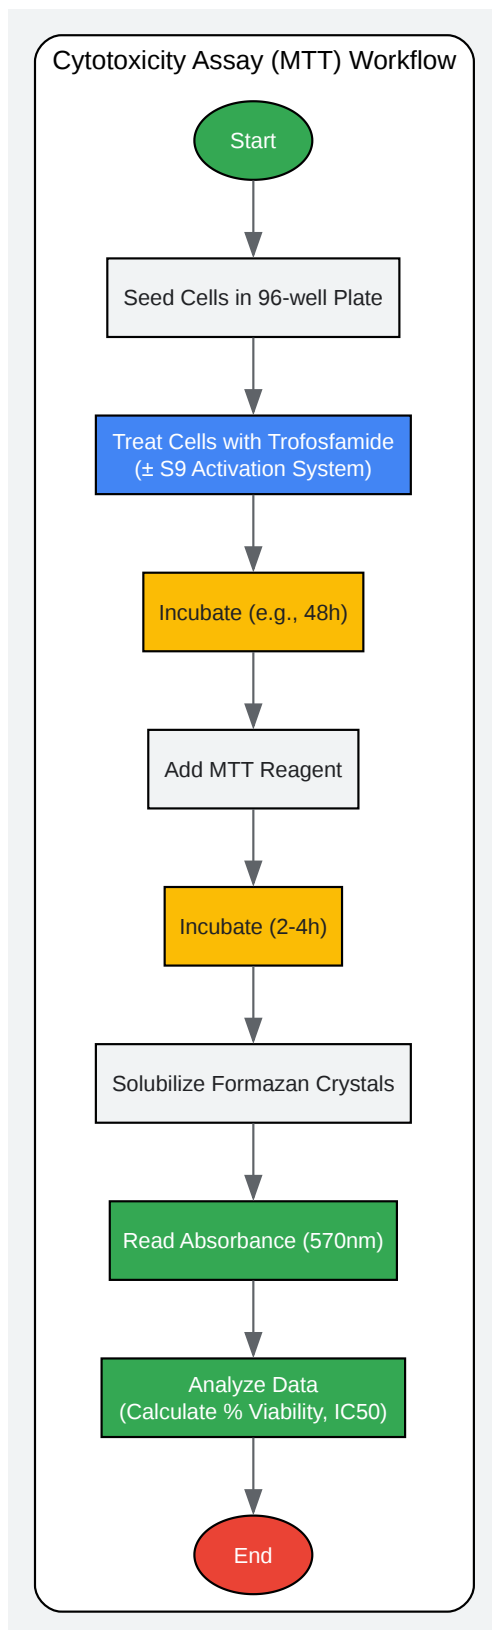 Cytotoxicity Assay (MTT) Workflow
Start
Seed Cells in 96-well Plate
Treat Cells with Trofosfamide
(± S9 Activation System)
Incubate (e.g., 48h)
Add MTT Reagent
Incubate (2-4h)
Solubilize Formazan Crystals
Read Absorbance (570nm)
Analyze Data
(Calculate % Viability, IC50)
End